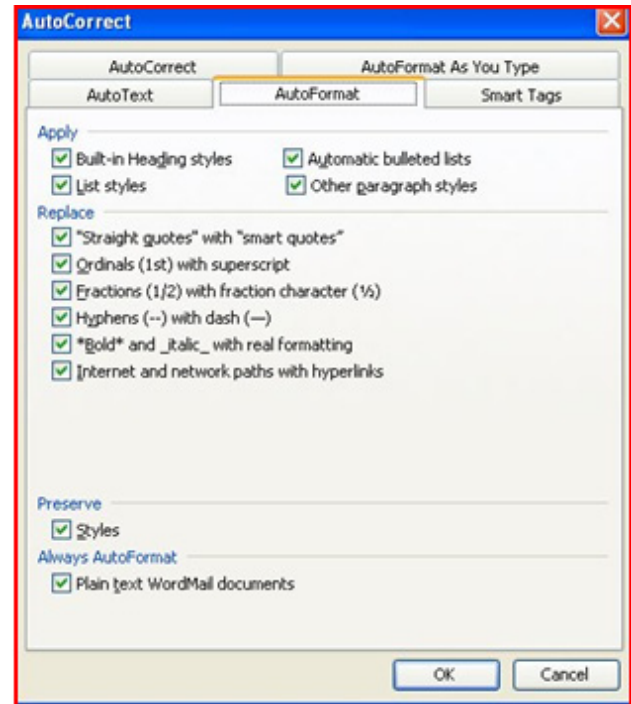 AutoCorrect
AutoCorrect AutoFormat As You Type
AutoText AutoFormat Smart Tags
Apply
Built-in Heading styles Automatic bulleted lists
List styles Other paragraph styles
Replace
"Straight quotes" with “smart quotes”
Ordinals (1st) with superscript
Fractions (1/2) with fraction character (½)
Hyphens (--) with dash (—)
*Bold* and _italic_ with real formatting
Internet and network paths with hyperlinks
Preserve
Styles
Always AutoFormat
Plain text WordMail documents
OK Cancel